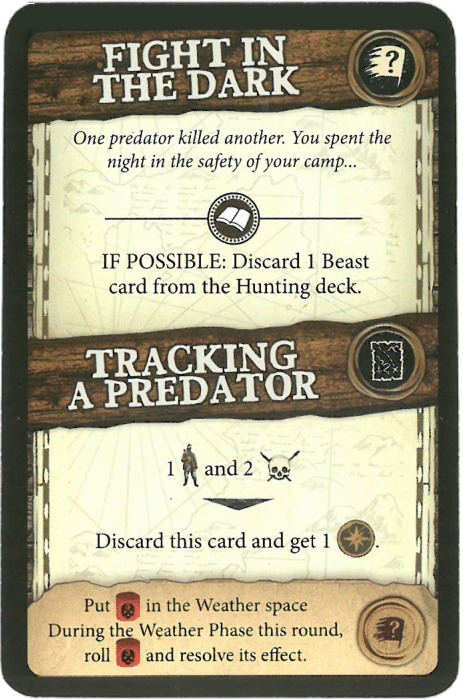 FIGHT IN
THE DARK
?
One predator killed another. You spent the
night in the safety of your camp...
IF POSSIBLE: Discard 1 Beast
card from the Hunting deck.
TRACKING
A PREDATOR
1 and 2
Discard this card and get 1 .
Put in the Weather space
During the Weather Phase this round,
roll and resolve its effect.
?